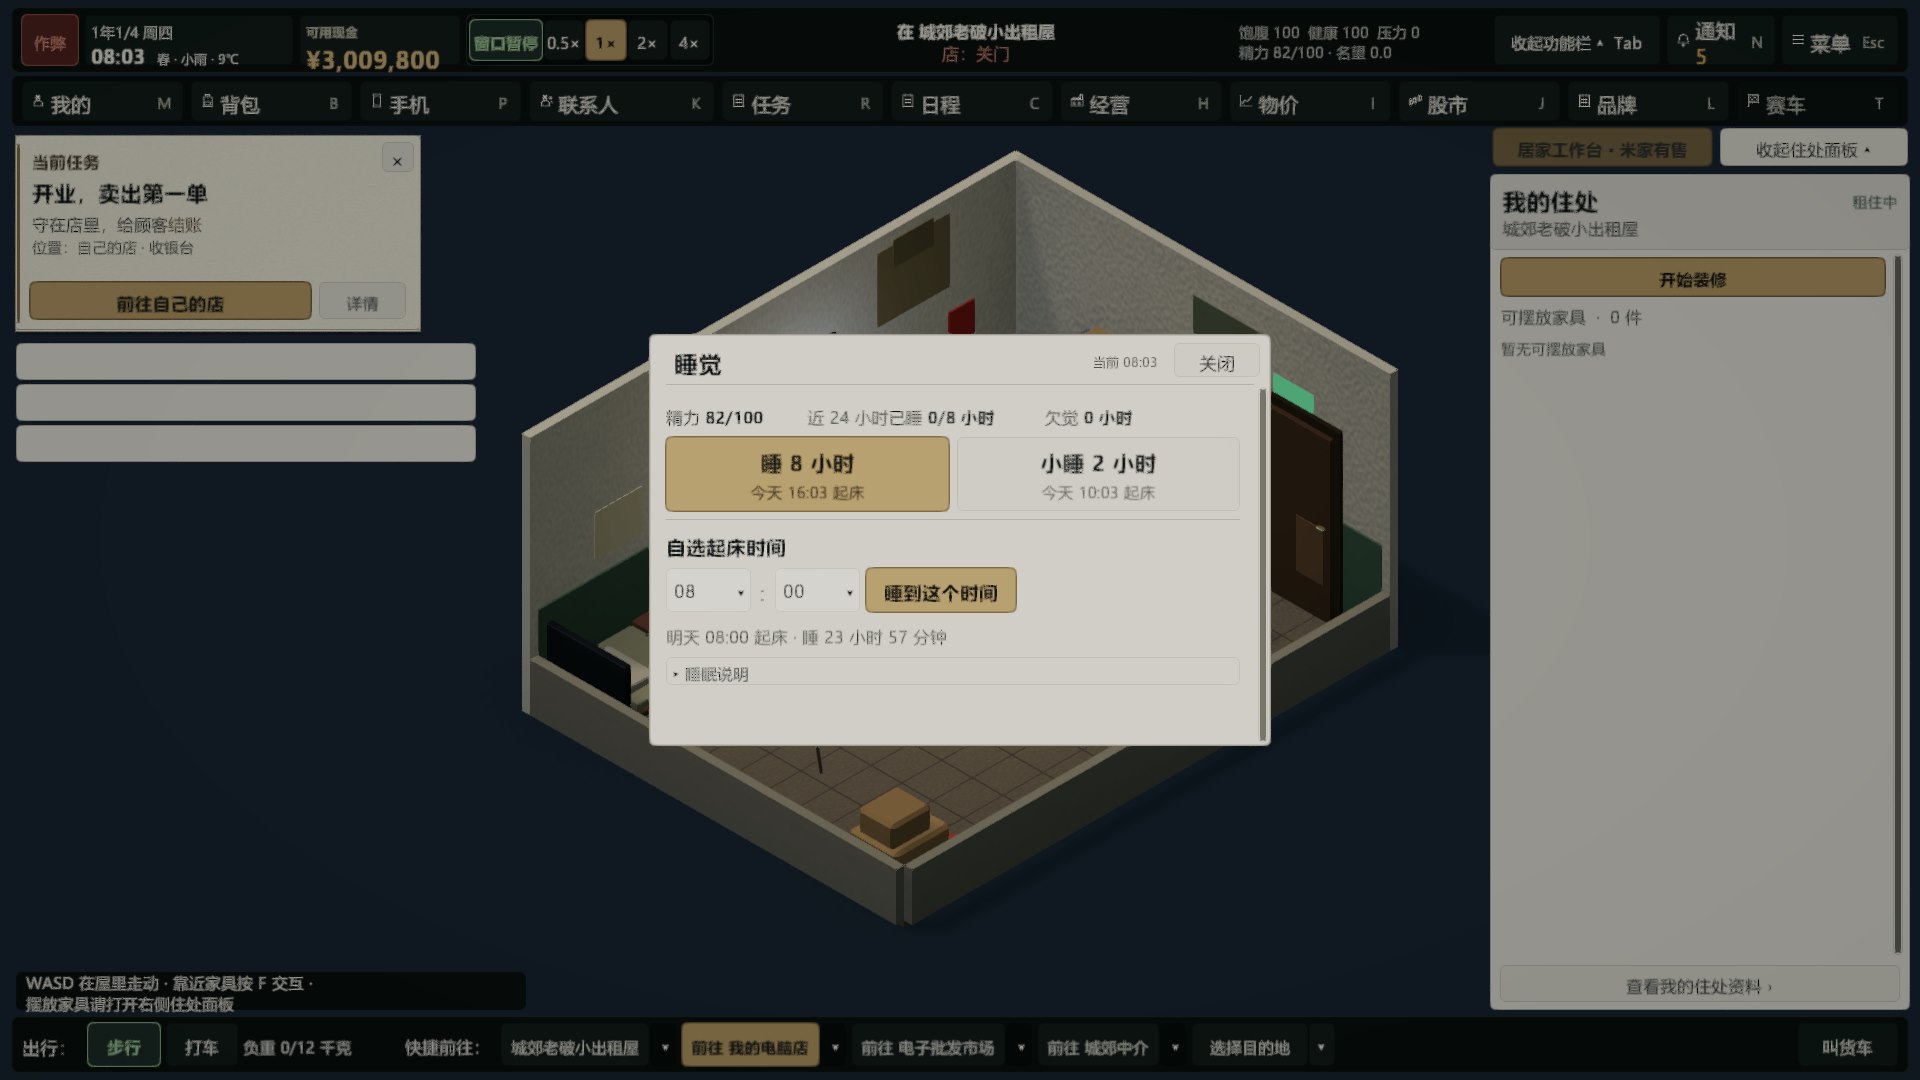 作弊
1年1/4 周四
08:03 春·小雨·9℃
可用现金
¥3,009,800
窗口暂停 0.5× 1× 2× 4×
在 城郊老破小出租屋
店：关门
饱腹 100 健康 100 压力 0
精力 82/100 · 名望 0.0
收起功能栏 Tab
通知 5 N
菜单 Esc
我的 M
背包 B
手机 P
联系人 K
任务 R
日程 C
经营 H
物价 I
股市 J
品牌 L
赛车 T
当前任务
×
开业，卖出第一单
守在店里，给顾客结账
位置：自己的店 · 收银台
前往自己的店 详情
居家工作台 · 米家有售 收起住处面板
我的住处 租住中
城郊老破小出租屋
开始装修
可摆放家具 · 0 件
暂无可摆放家具
查看我的住处资料 ›
睡觉 当前 08:03 关闭
精力 82/100 近 24 小时已睡 0/8 小时 欠觉 0 小时
睡 8 小时
今天 16:03 起床
小睡 2 小时
今天 10:03 起床
自选起床时间
08 : 00 睡到这个时间
明天 08:00 起床 · 睡 23 小时 57 分钟
睡眠说明
WASD 在屋里走动 · 靠近家具按 F 交互 ·
摆放家具请打开右侧住处面板
出行： 步行 打车 负重 0/12 千克 快捷前往： 城郊老破小出租屋 前往 我的电脑店 前往 电子批发市场 前往 城郊中介 选择目的地 叫货车